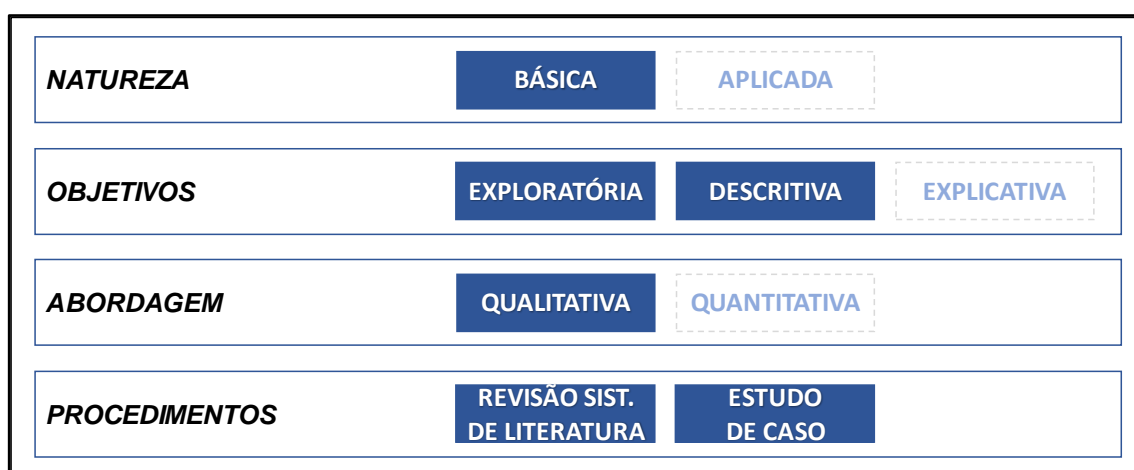 NATUREZA BÁSICA APLICADA
OBJETIVOS EXPLORATÓRIA DESCRITIVA EXPLICATIVA
ABORDAGEM QUALITATIVA QUANTITATIVA
PROCEDIMENTOS
REVISÃO SIST.
DE LITERATURA
ESTUDO
DE CASO